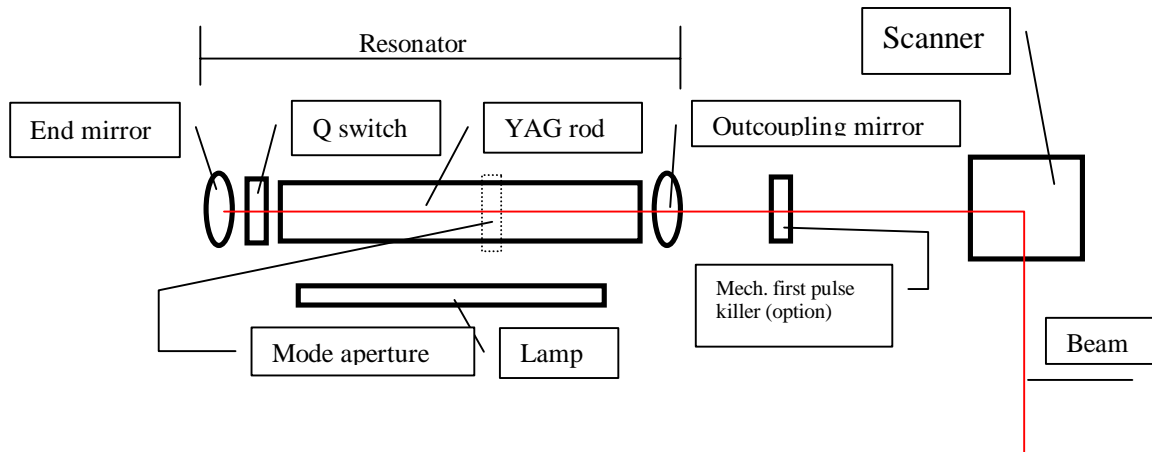 Resonator
Scanner
End mirror
Q switch
YAG rod
Outcoupling mirror
Mech. first pulse
killer (option)
Mode aperture
Lamp
Beam